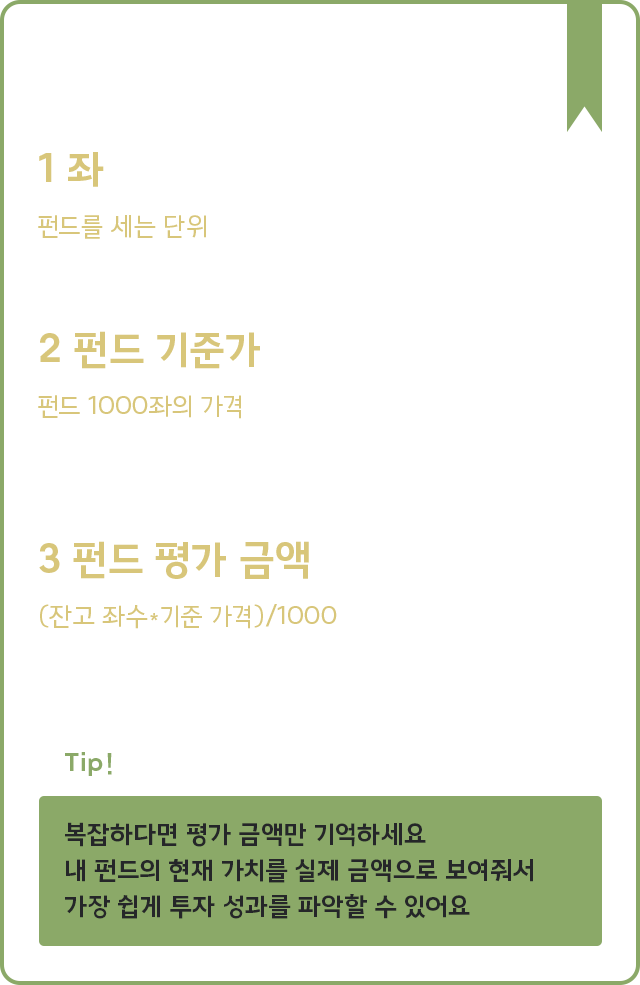 1 좌
펀드를 세는 단위
2 펀드 기준가
펀드 1000좌의 가격
3 펀드 평가 금액
(잔고 좌수*기준 가격)/1000
Tip!
복잡하다면 평가 금액만 기억하세요
내 펀드의 현재 가치를 실제 금액으로 보여줘서
가장 쉽게 투자 성과를 파악할 수 있어요